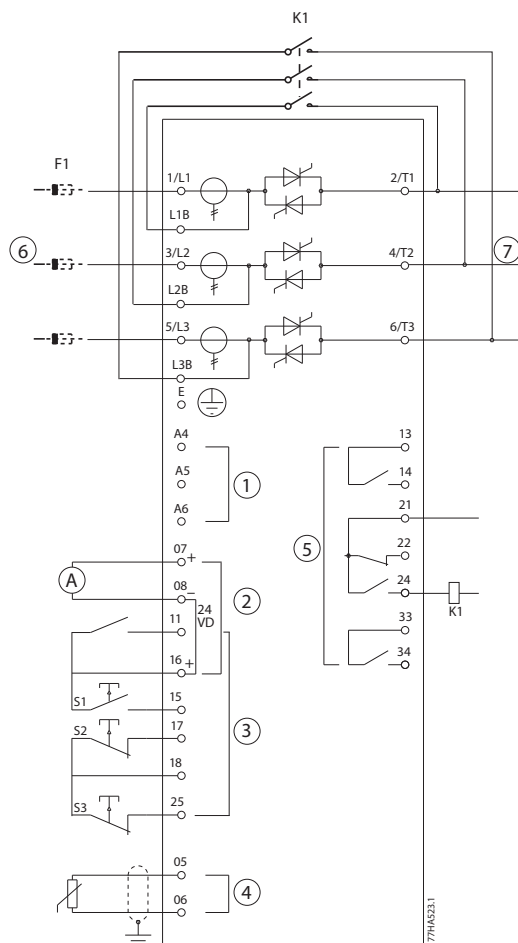 K1
F1
1/L1
2/T1
L1B
6
3/L2
4/T2
7
L2B
5/L3
6/T3
L3B
E
A4
13
A5
1
14
A6
21
5
07 +
22
A
08 –
2
24
24 VD
K1
11
33
16 +
34
S1
15
S2
17
3
18
S3
25
05
4
06
77HA523.1